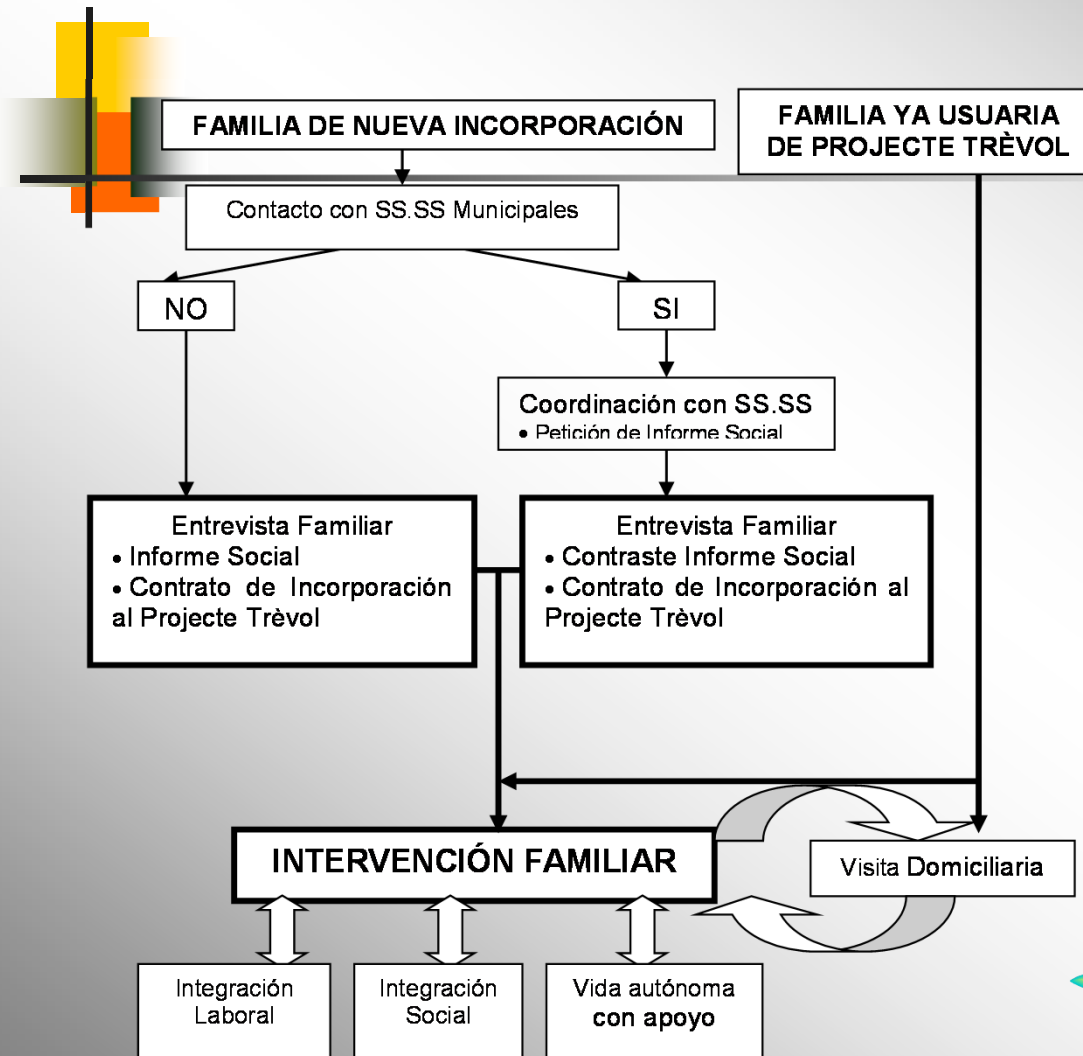 FAMILIA DE NUEVA INCORPORACIÓN
FAMILIA YA USUARIA
DE PROJECTE TRÈVOL
Contacto con SS.SS Municipales
NO
SI
Coordinación con SS.SS
• Petición de Informe Social
Entrevista Familiar
• Informe Social
• Contrato de Incorporación
al Projecte Trèvol
Entrevista Familiar
• Contraste Informe Social
• Contrato de Incorporación al
Projecte Trèvol
INTERVENCIÓN FAMILIAR
Visita Domiciliaria
Integración
Laboral
Integración
Social
Vida autónoma
con apoyo